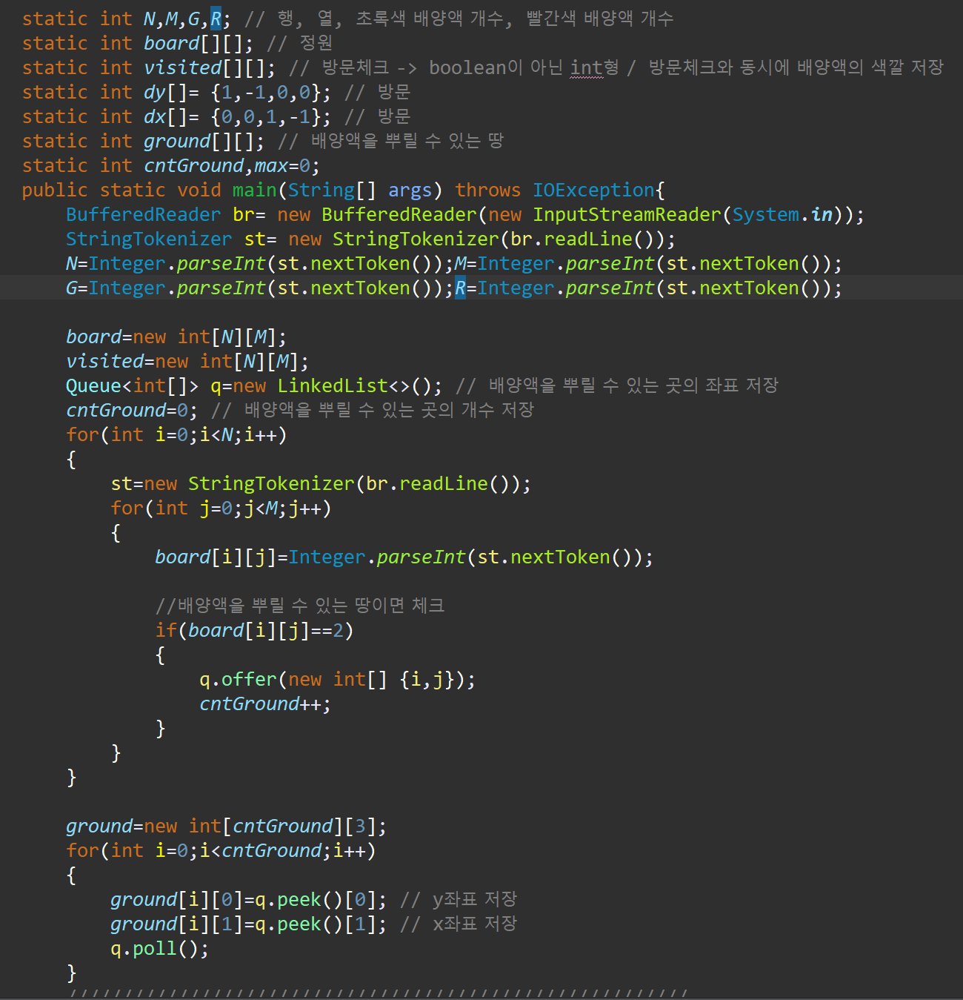 static int N,M,G,R; // 행, 열, 초록색 배양액 개수, 빨간색 배양액 개수
static int board[][]; // 정원
static int visited[][]; // 방문체크 -> boolean이 아닌 int형 / 방문체크와 동시에 배양액의 색깔 저장
static int dy[]= {1,-1,0,0}; // 방문
static int dx[]= {0,0,1,-1}; // 방문
static int ground[][]; // 배양액을 뿌릴 수 있는 땅
static int cntGround,max=0;
public static void main(String[] args) throws IOException{
    BufferedReader br= new BufferedReader(new InputStreamReader(System.in));
    StringTokenizer st= new StringTokenizer(br.readLine());
    N=Integer.parseInt(st.nextToken());M=Integer.parseInt(st.nextToken());
    G=Integer.parseInt(st.nextToken());R=Integer.parseInt(st.nextToken());

    board=new int[N][M];
    visited=new int[N][M];
    Queue<int[]> q=new LinkedList<>(); // 배양액을 뿌릴 수 있는 곳의 좌표 저장
    cntGround=0; // 배양액을 뿌릴 수 있는 곳의 개수 저장
    for(int i=0;i<N;i++)
    {
        st=new StringTokenizer(br.readLine());
        for(int j=0;j<M;j++)
        {
            board[i][j]=Integer.parseInt(st.nextToken());

            //배양액을 뿌릴 수 있는 땅이면 체크
            if(board[i][j]==2)
            {
                q.offer(new int[] {i,j});
                cntGround++;
            }
        }
    }

    ground=new int[cntGround][3];
    for(int i=0;i<cntGround;i++)
    {
        ground[i][0]=q.peek()[0]; // y좌표 저장
        ground[i][1]=q.peek()[1]; // x좌표 저장
        q.poll();
    }
    ////////////////////////////////////////////////////////